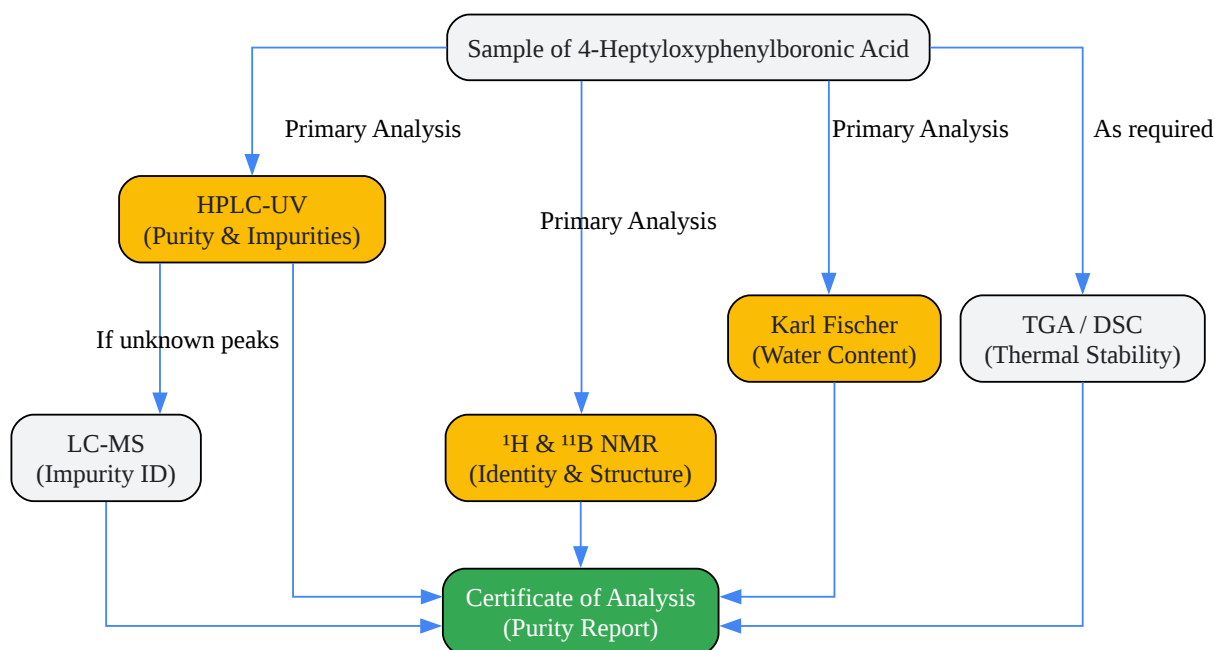 Sample of 4-Heptyloxyphenylboronic Acid
Primary Analysis
Primary Analysis
As required
HPLC-UV
(Purity & Impurities)
Primary Analysis
If unknown peaks
Karl Fischer
(Water Content)
TGA / DSC
(Thermal Stability)
LC-MS
(Impurity ID)
¹H & ¹¹B NMR
(Identity & Structure)
Certificate of Analysis
(Purity Report)